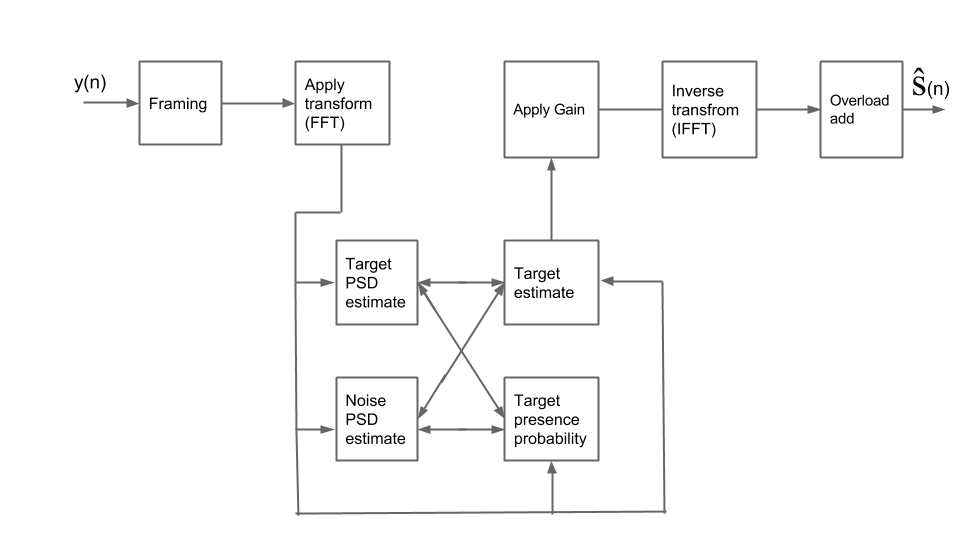 y(n)
Framing
Apply
transform
(FFT)
Apply Gain
Inverse
transfrom
(IFFT)
Overload
add
Ŝ(n)
Target
PSD
estimate
Target
estimate
Noise
PSD
estimate
Target
presence
probability